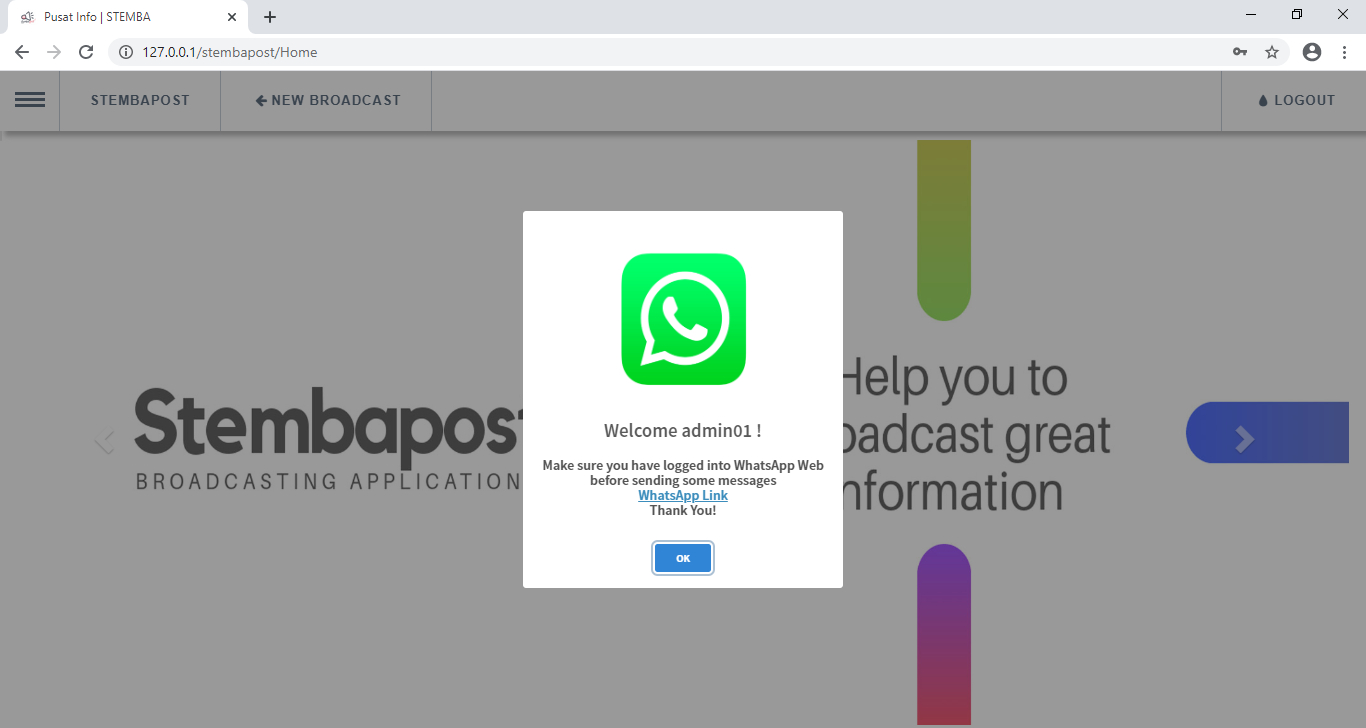 Pusat Info | STEMBA
127.0.0.1/stembapost/Home
STEMBAPOST
NEW BROADCAST
LOGOUT
Stembapost
BROADCASTING APPLICATION
Help you to
oadcast great
nformation
Welcome admin01 !
Make sure you have logged into WhatsApp Web
before sending some messages
WhatsApp Link
Thank You!
OK